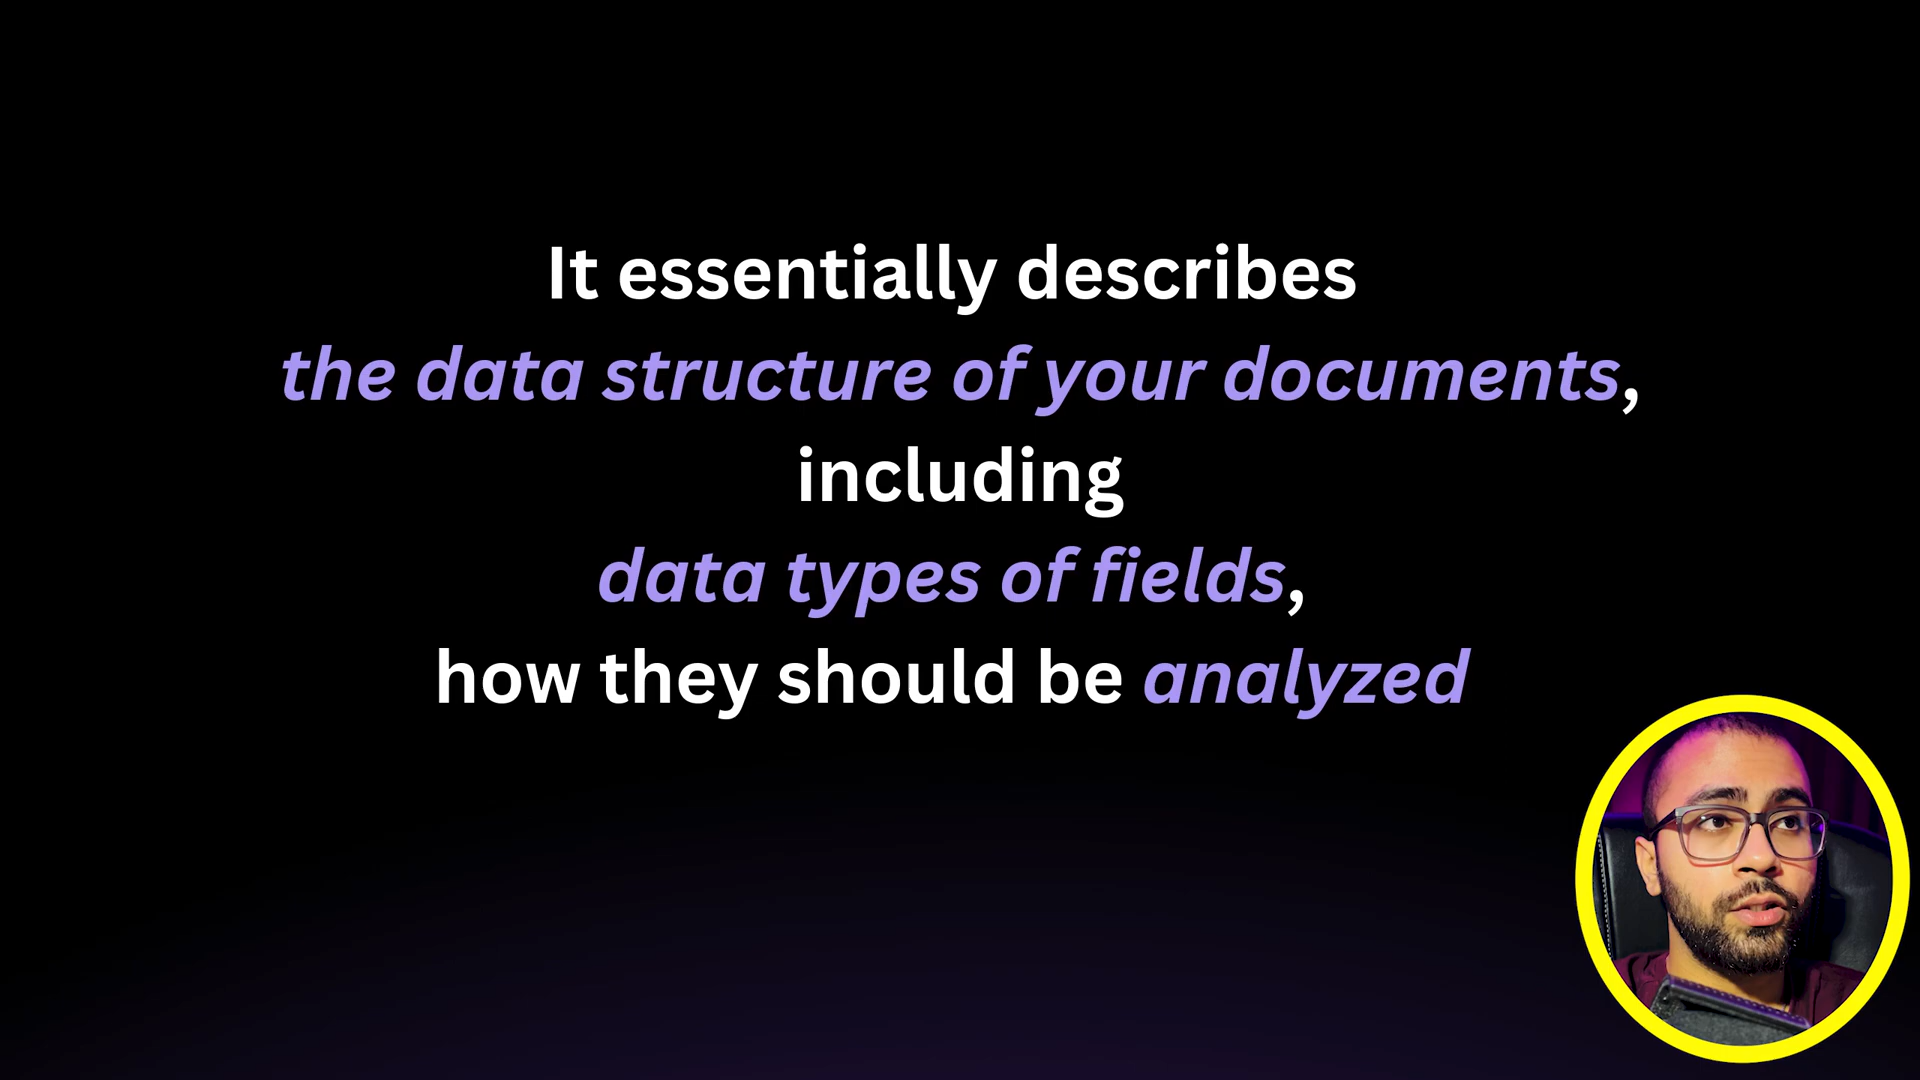 It essentially describes
the data structure of your documents,
including
data types of fields,
how they should be analyzed